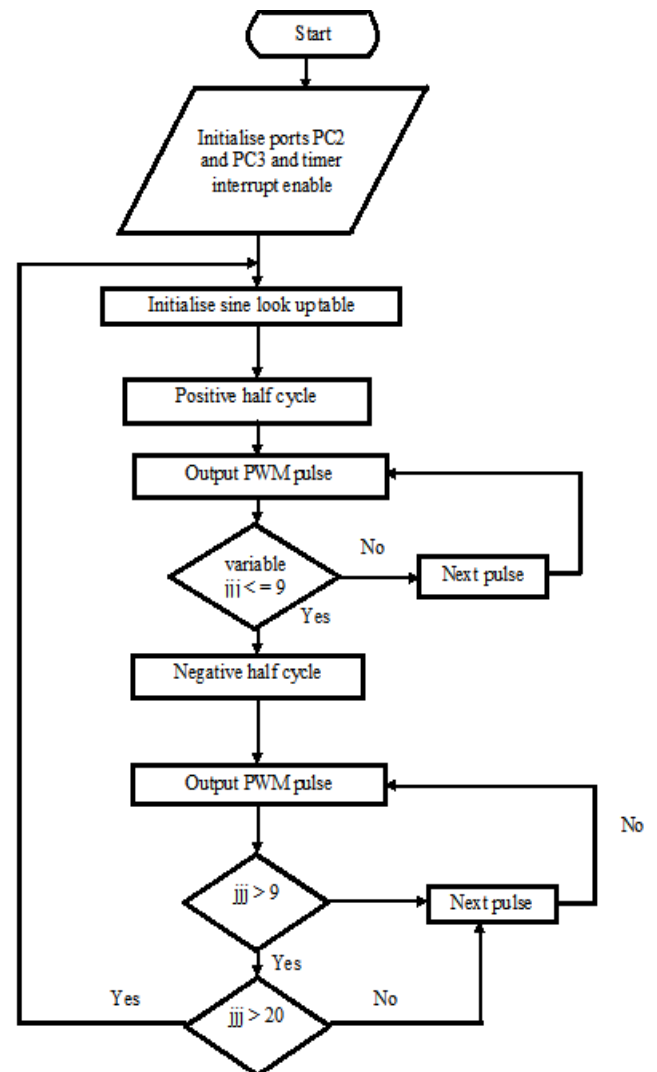 Start
Initialise ports PC2
and PC3 and timer
interrupt enable
Initialise sine look up table
Positive half cycle
Output PWM pulse
variable
jjj < = 9
No
Next pulse
Yes
Negative half cycle
Output PWM pulse
No
jjj > 9
Next pulse
Yes
Yes
jjj > 20
No